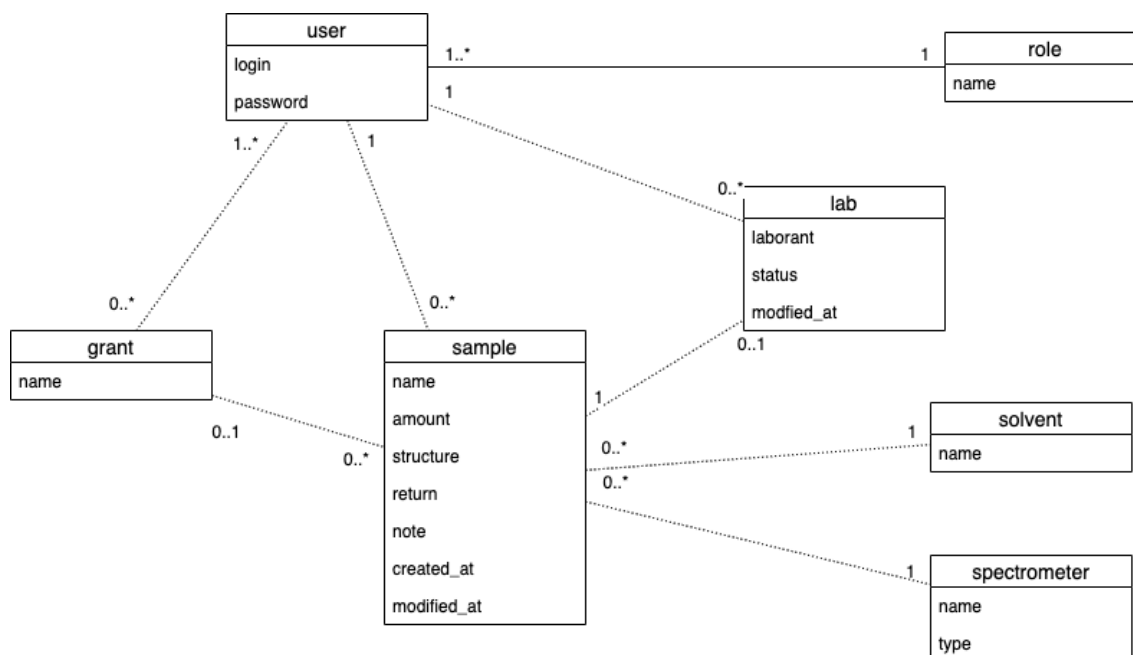 user
login
password
1..*
1
role
name
1
1..*
1
0..*
lab
laborant
status
modfied_at
0..*
0..*
0..1
grant
name
sample
name
amount
structure
return
note
created_at
modified_at
1
0..1
0..*
0..*
1
solvent
name
0..*
1
spectrometer
name
type